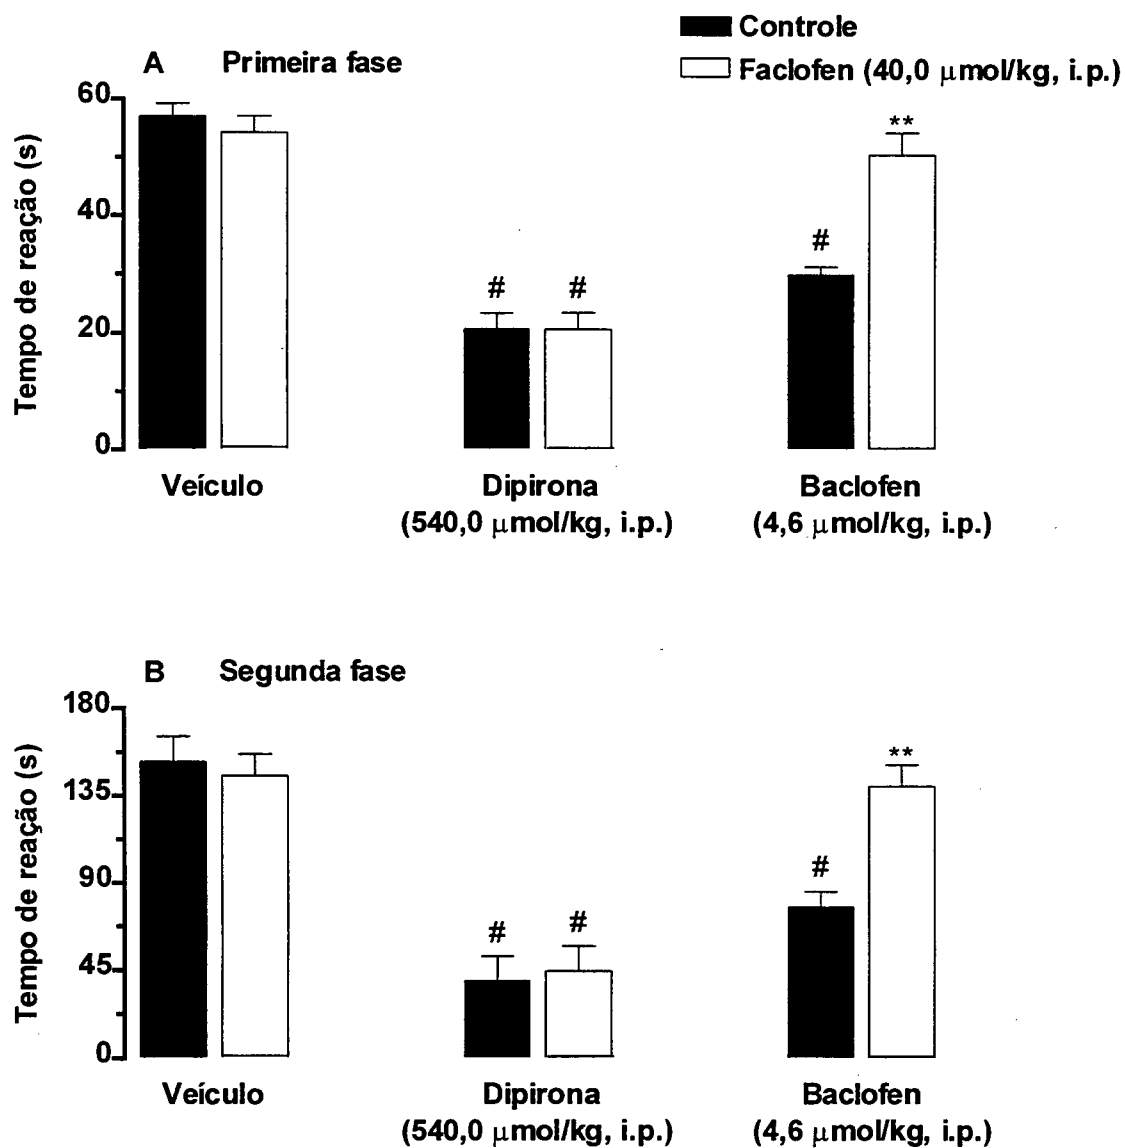 Controle
Faclofen (40,0 μmol/kg, i.p.)
A Primeira fase
Tempo de reação (s)
60
40
20
0
**
#
# #
Veículo
Dipirona
(540,0 μmol/kg, i.p.)
Baclofen
(4,6 μmol/kg, i.p.)
B Segunda fase
Tempo de reação (s)
180
135
90
45
0
**
#
# #
Veículo
Dipirona
(540,0 μmol/kg, i.p.)
Baclofen
(4,6 μmol/kg, i.p.)